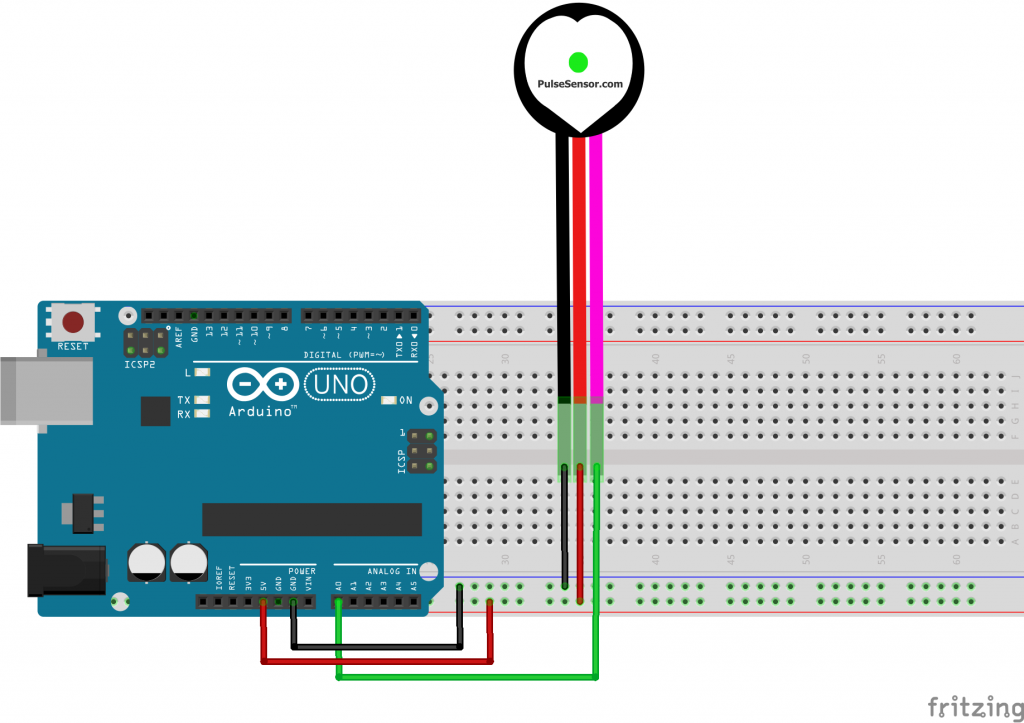 PulseSensor.com
RESET
ICSP2
AREF
GND
13
12
~11
~10
~9
8
7
~6
~5
4
~3
2
TX▶1
RX◀0
DIGITAL (PWM=~)
L
TX
RX
UNO
Arduino™
ON
1
ICSP
IOREF
RESET
3V3
5V
GND
GND
VIN
POWER
A0
A1
A2
A3
A4
A5
ANALOG IN
25
30
40
45
50
55
60
J
I
H
G
F
E
D
C
B
A
30
40
45
50
55
60
fritzing